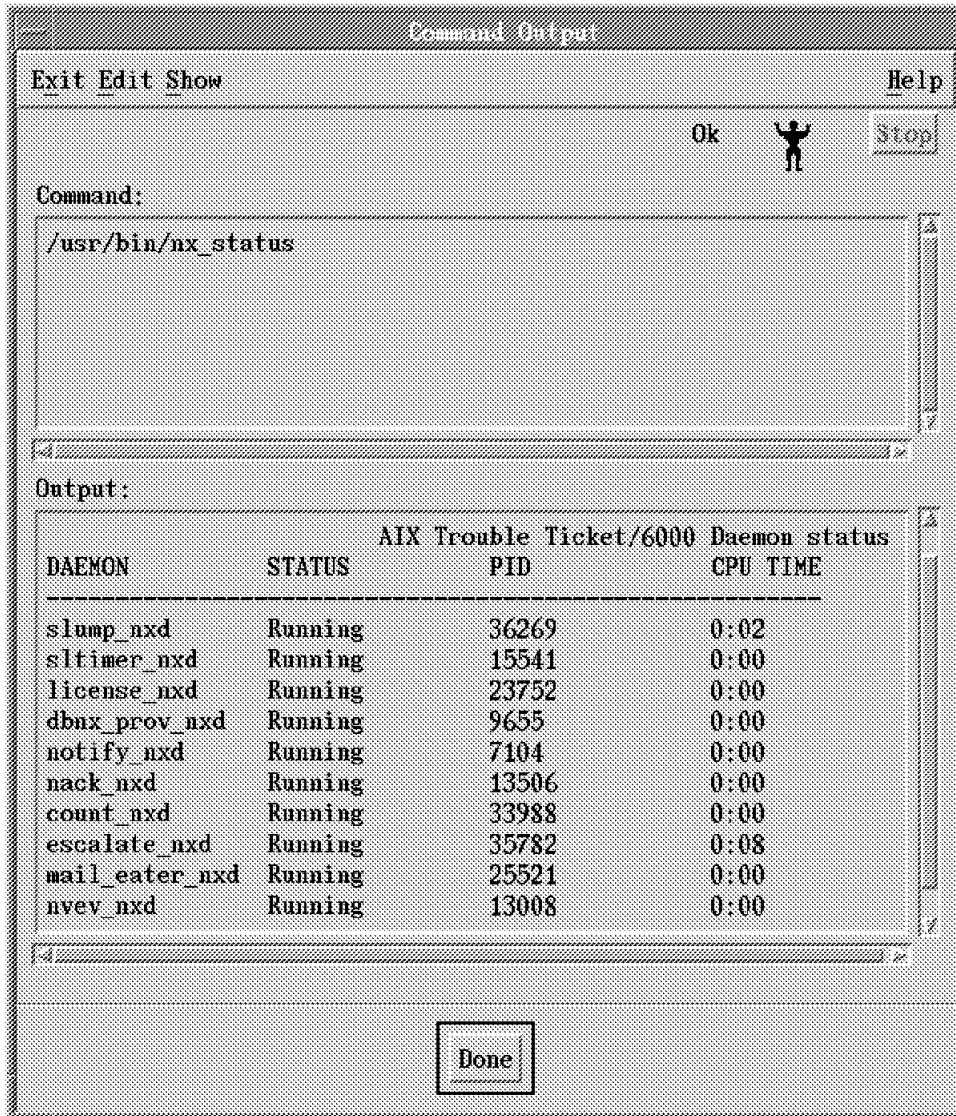 Command Output
Exit Edit Show Help
Ok Stop
Command:
/usr/bin/nx_status
Output:
AIX Trouble Ticket/6000 Daemon status
DAEMON STATUS PID CPU TIME
------------------------------------------------------------
slump_nxd Running 36269 0:02
sltimer_nxd Running 15541 0:00
license_nxd Running 23752 0:00
dbnx_prov_nxd Running 9655 0:00
notify_nxd Running 7104 0:00
nack_nxd Running 13506 0:00
count_nxd Running 33988 0:00
escalate_nxd Running 35782 0:08
mail_eater_nxd Running 25521 0:00
nvev_nxd Running 13008 0:00
Done